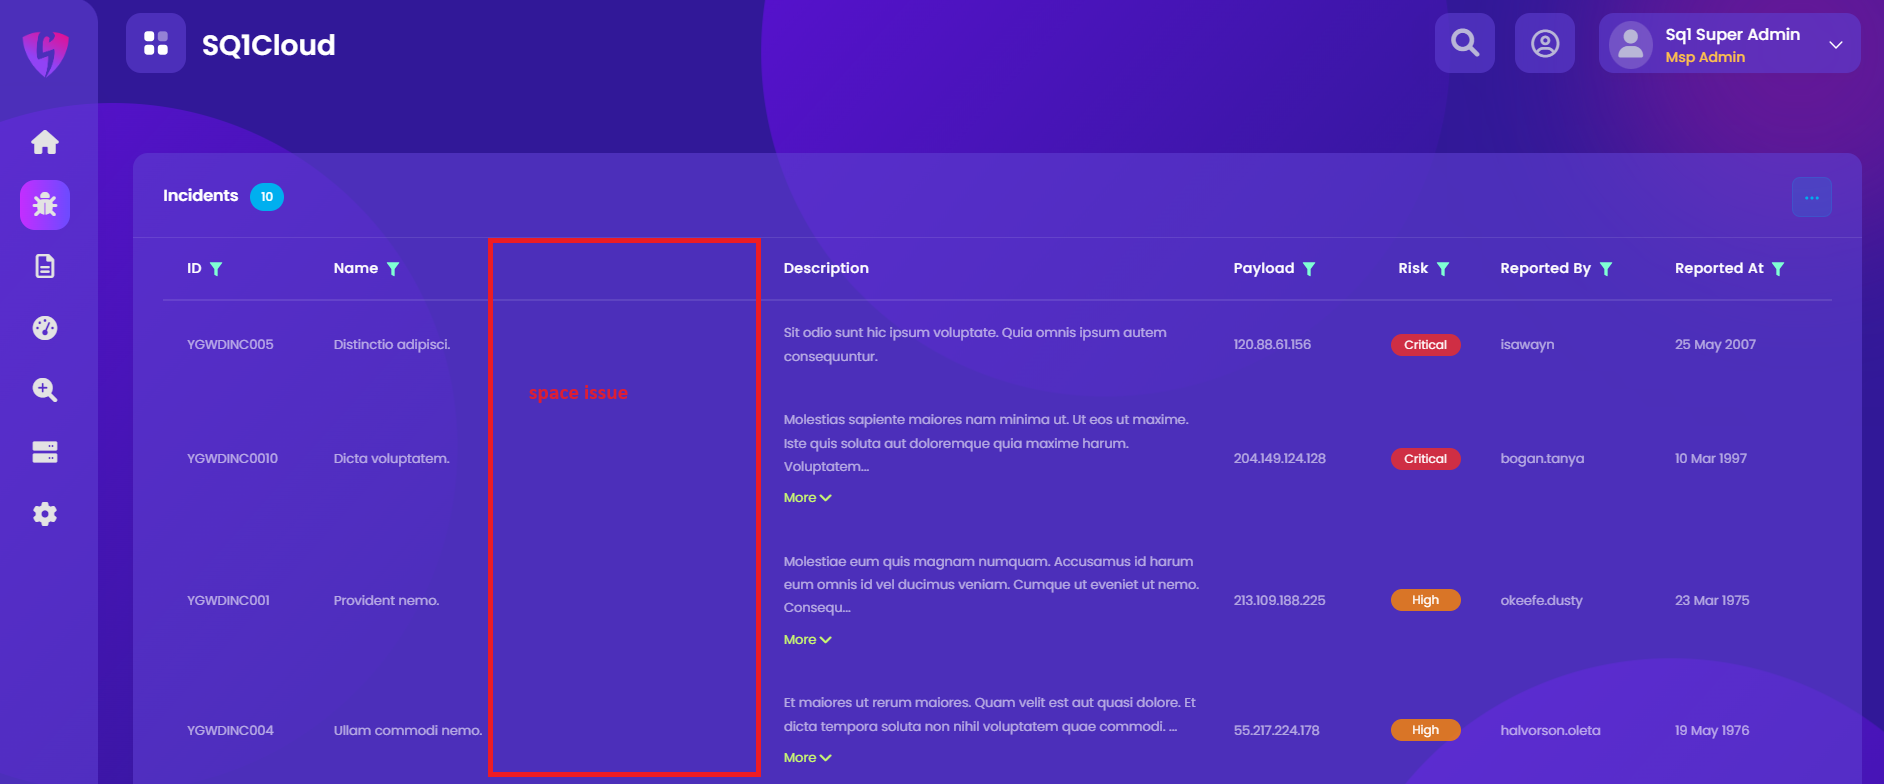 SQ1Cloud
Sq1 Super Admin
Msp Admin
Incidents 10
ID Name Description Payload Risk Reported By Reported At
YGWDINC005 Distinctio adipisci. Sit odio sunt hic ipsum voluptate. Quia omnis ipsum autem
consequuntur. 120.88.61.156 Critical isawayn 25 May 2007
space issue
YGWDINC0010 Dicta voluptatem. Molestias sapiente maiores nam minima ut. Ut eos ut maxime.
Iste quis soluta aut doloremque quia maxime harum.
Voluptatem... 204.149.124.128 Critical bogan.tanya 10 Mar 1997
More
YGWDINC001 Provident nemo. Molestiae eum quis magnam numquam. Accusamus id harum
eum omnis id vel ducimus veniam. Cumque ut eveniet ut nemo.
Consequ... 213.109.188.225 High okeefe.dusty 23 Mar 1975
More
YGWDINC004 Ullam commodi nemo. Et maiores ut rerum maiores. Quam velit est aut quasi dolore. Et
dicta tempora soluta non nihil voluptatem quae commodi. ... 55.217.224.178 High halvorson.oleta 19 May 1976
More